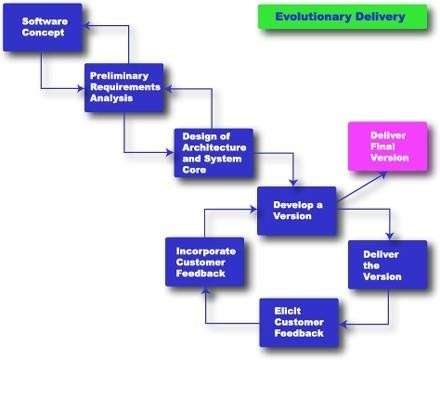 Software
Concept
Evolutionary Delivery
Preliminary
Requirements
Analysis
Design of
Architecture
and System
Core
Deliver
Final
Version
Develop a
Version
Incorporate
Customer
Feedback
Deliver
the
Version
Elicit
Customer
Feedback